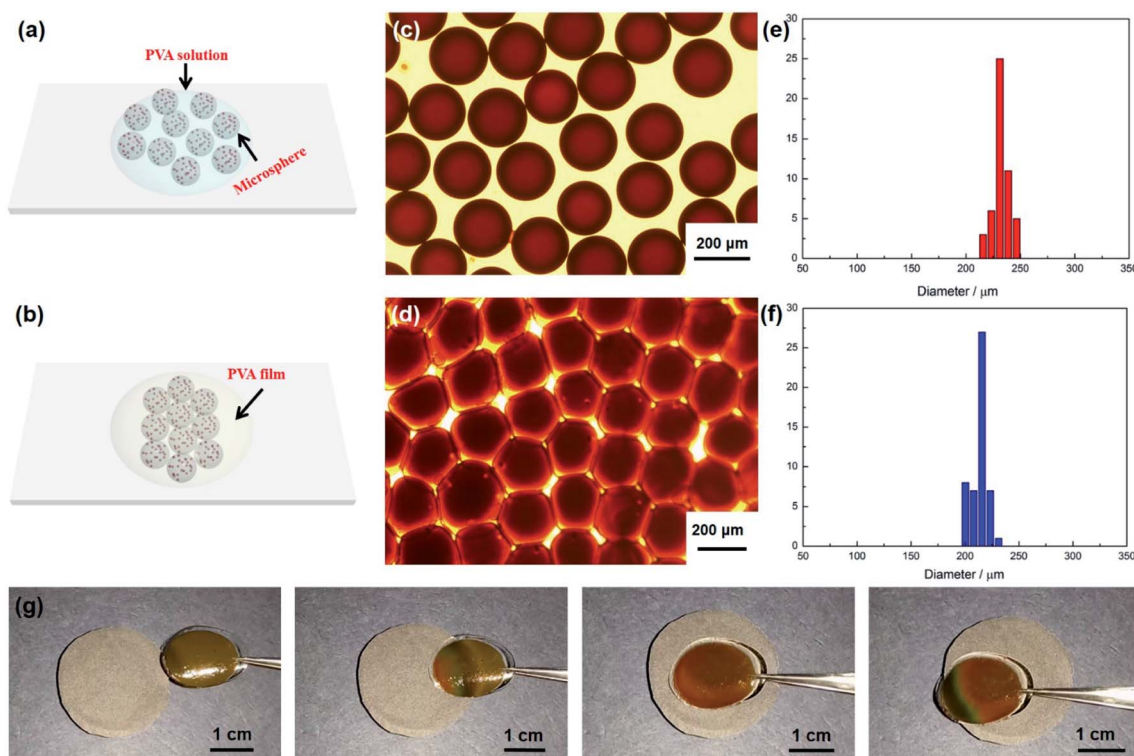 (a)
PVA solution
Microsphere
(b)
PVA film
(c)
200 μm
(d)
200 μm
(e)
30
25
20
15
10
5
0
50 100 150 200 250 300 350
Diameter / μm
(f)
30
25
20
15
10
5
0
50 100 150 200 250 300 350
Diameter / μm
(g)
1 cm
1 cm
1 cm
1 cm